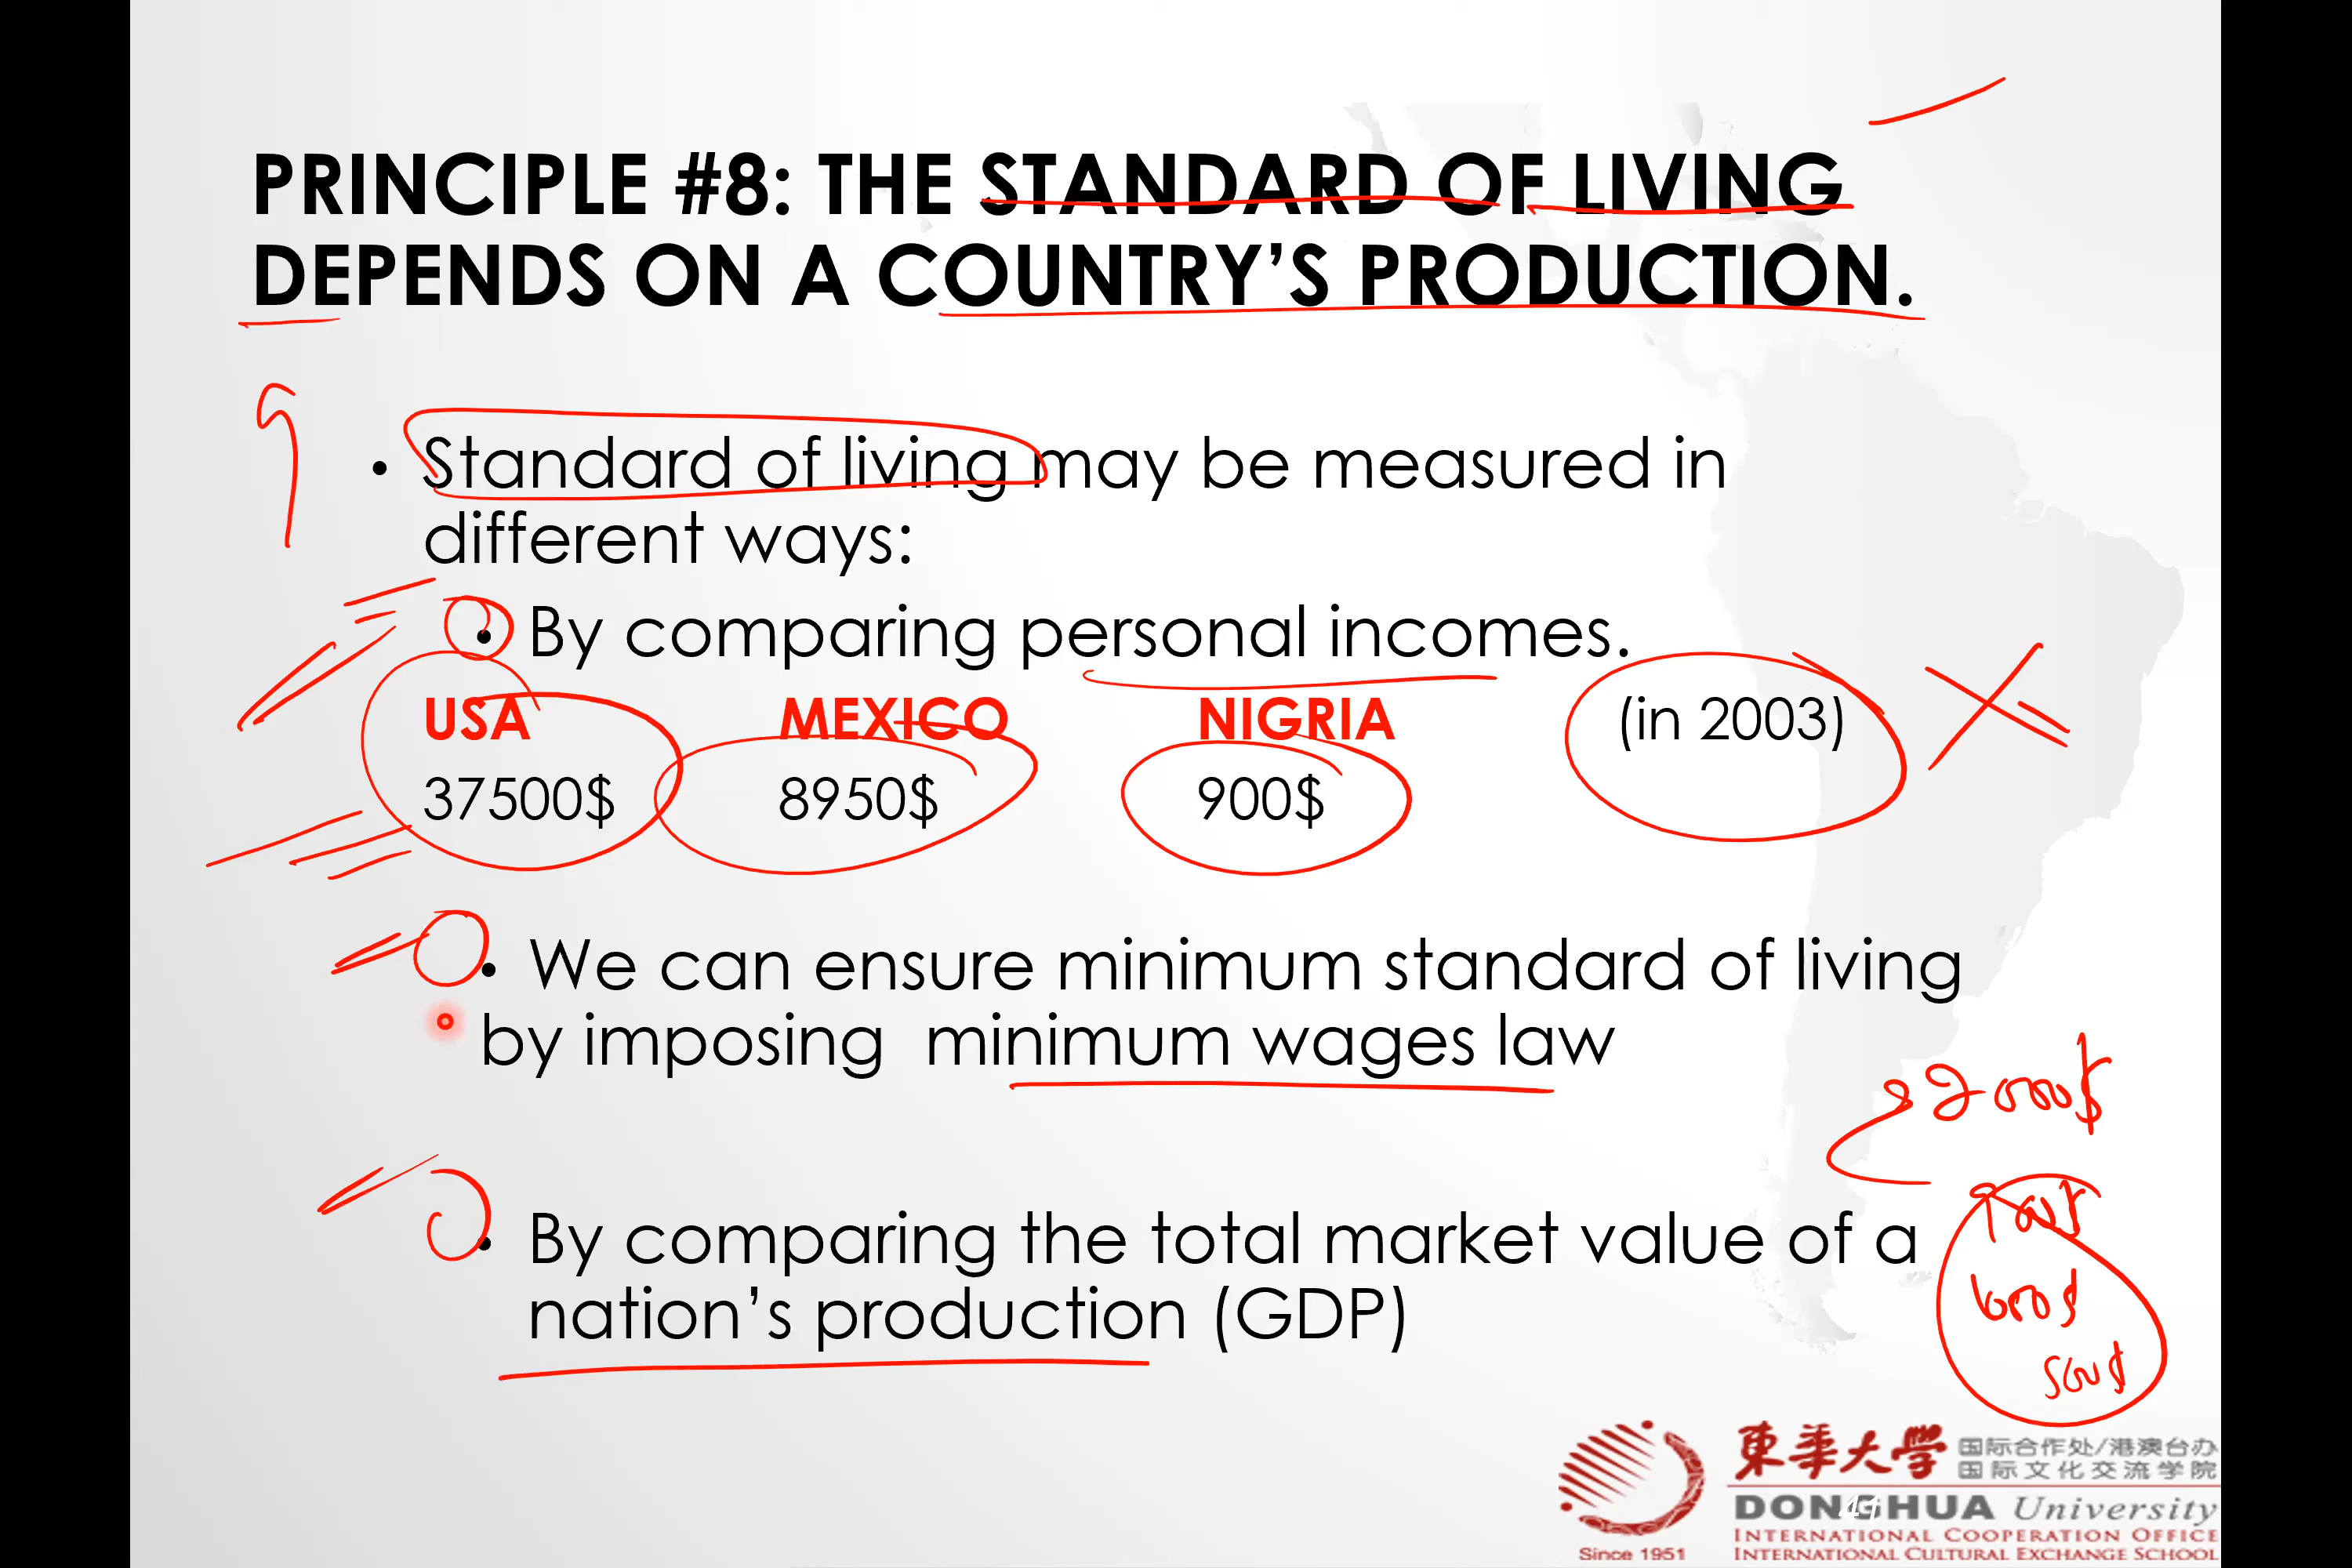 PRINCIPLE #8: THE STANDARD OF LIVING
DEPENDS ON A COUNTRY’S PRODUCTION.
• Standard of living may be measured in
different ways:
• By comparing personal incomes.
USA MEXICO NIGRIA (in 2003)
37500$ 8950$ 900$
• We can ensure minimum standard of living
by imposing minimum wages law
• By comparing the total market value of a
nation’s production (GDP)
東華大學
国际合作处/港澳台办
国际文化交流学院
DONGHUA University
INTERNATIONAL COOPERATION OFFICE
INTERNATIONAL CULTURAL EXCHANGE SCHOOL
Since 1951